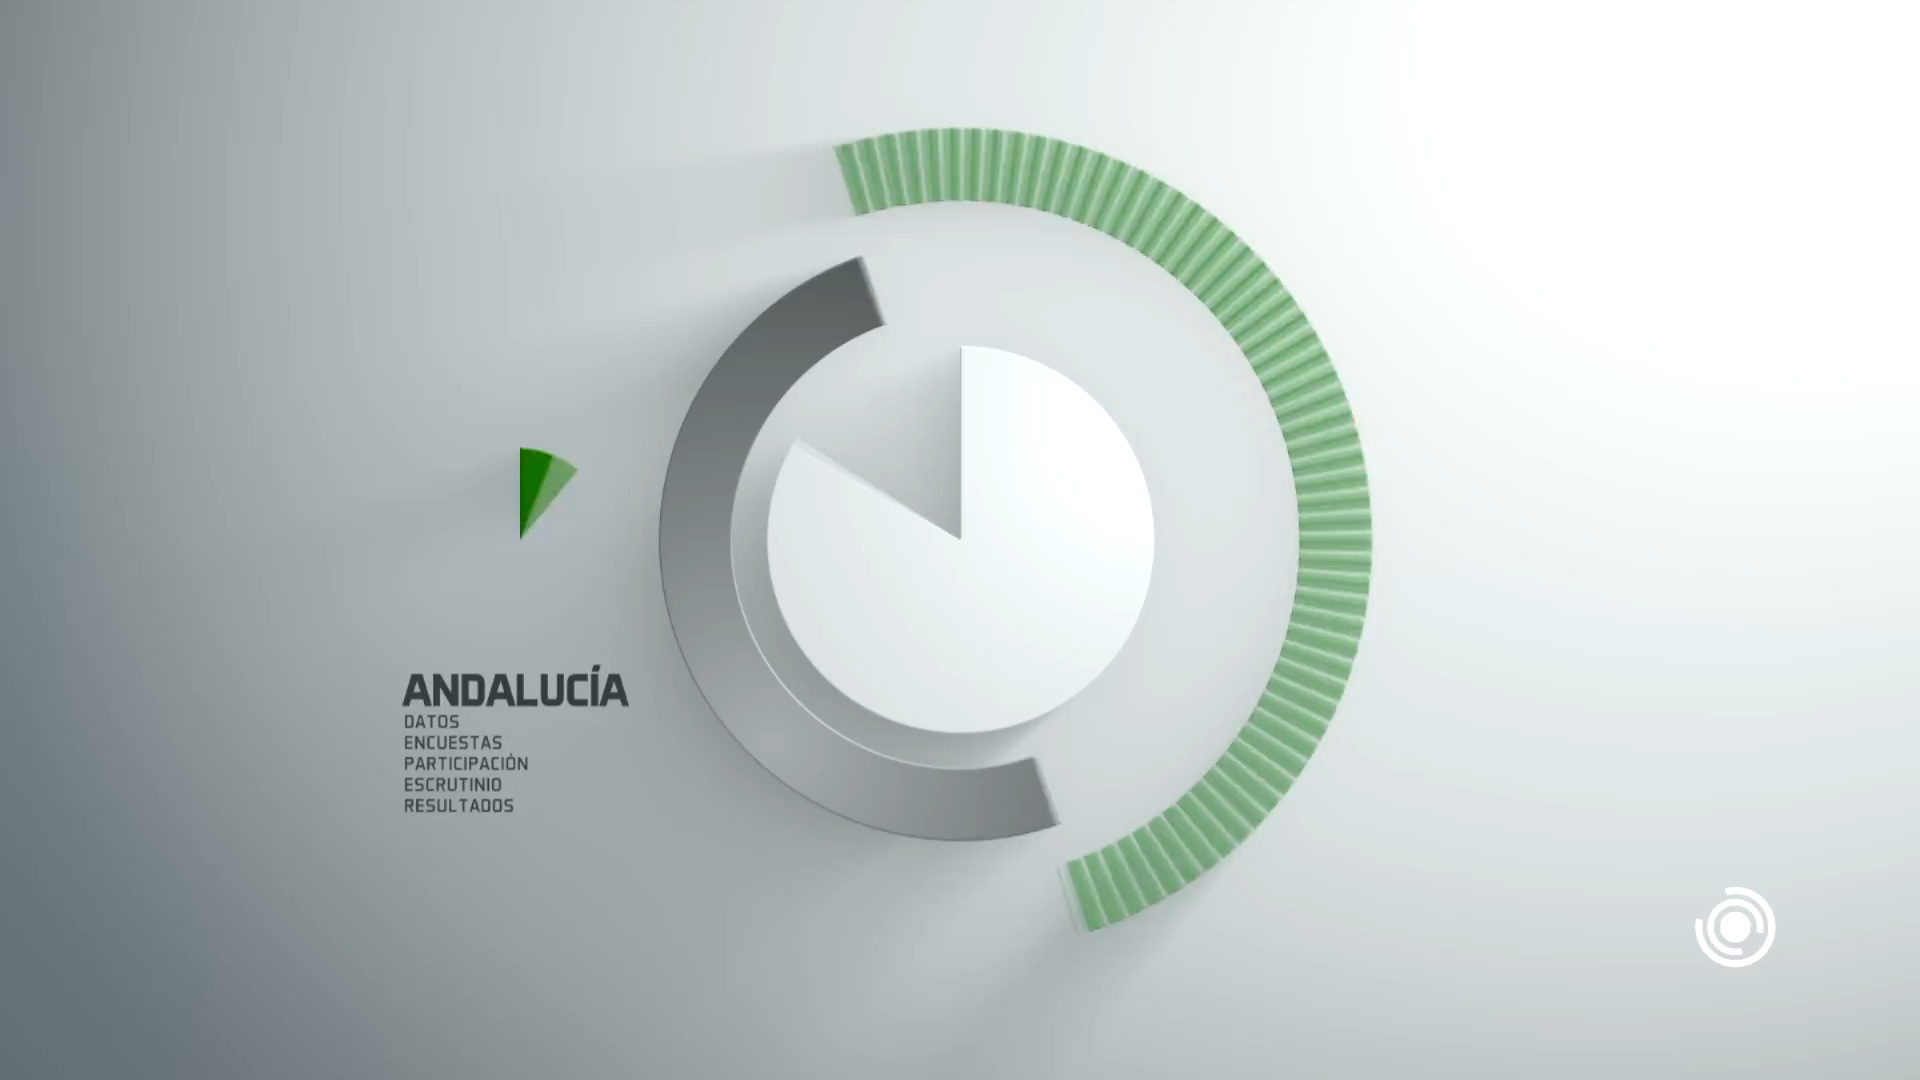 ANDALUCÍA
DATOS
ENCUESTAS
PARTICIPACIÓN
ESCRUTINIO
RESULTADOS